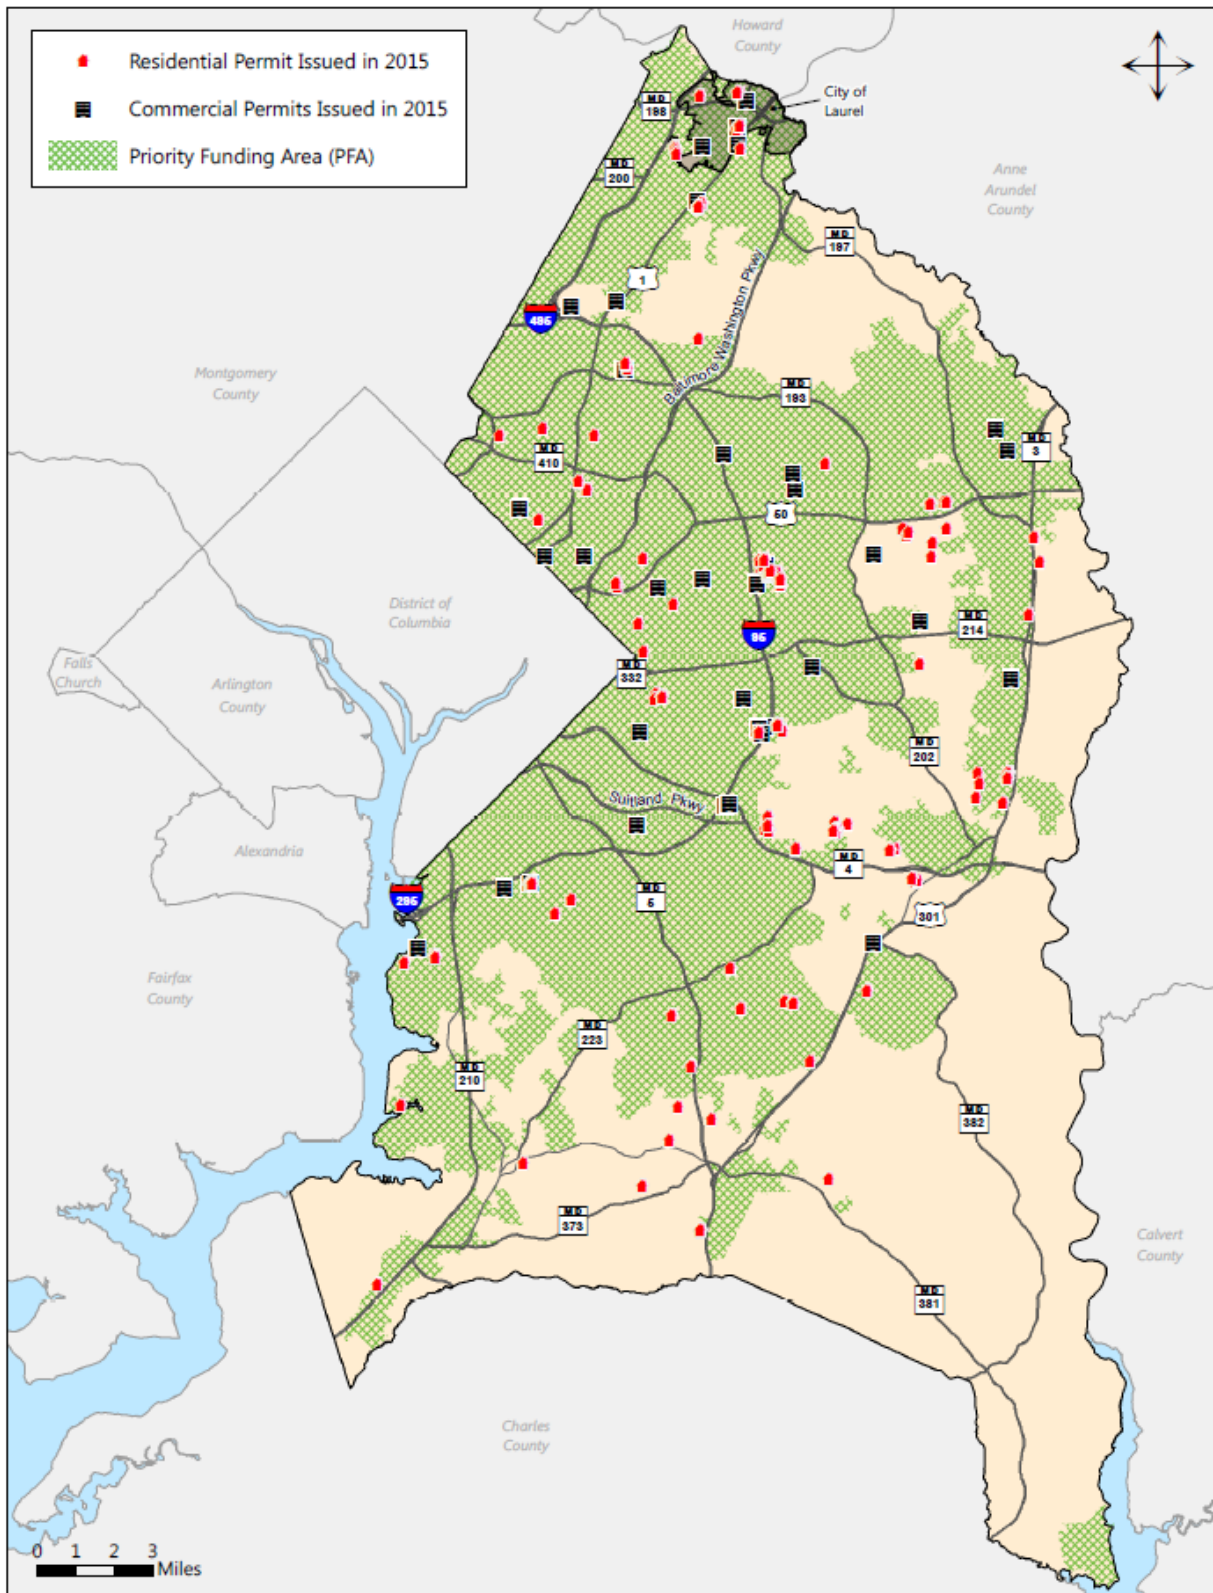 Howard
County
Residential Permit Issued in 2015
Commercial Permits Issued in 2015
Priority Funding Area (PFA)
City of
Laurel
MD
198
MD
200
Anne
Arundel
County
MD
197
1
Baltimore Washington Pkwy
495
Montgomery
County
MD
193
MD
3
MD
410
50
District of
Columbia
95
MD
214
Falls
Church
Arlington
County
MD
332
MD
202
Suitland Pkwy
Alexandria
MD
4
MD
5
295
301
Fairfax
County
MD
223
MD
210
MD
382
MD
373
Calvert
County
MD
381
Charles
County
0 1 2 3
Miles